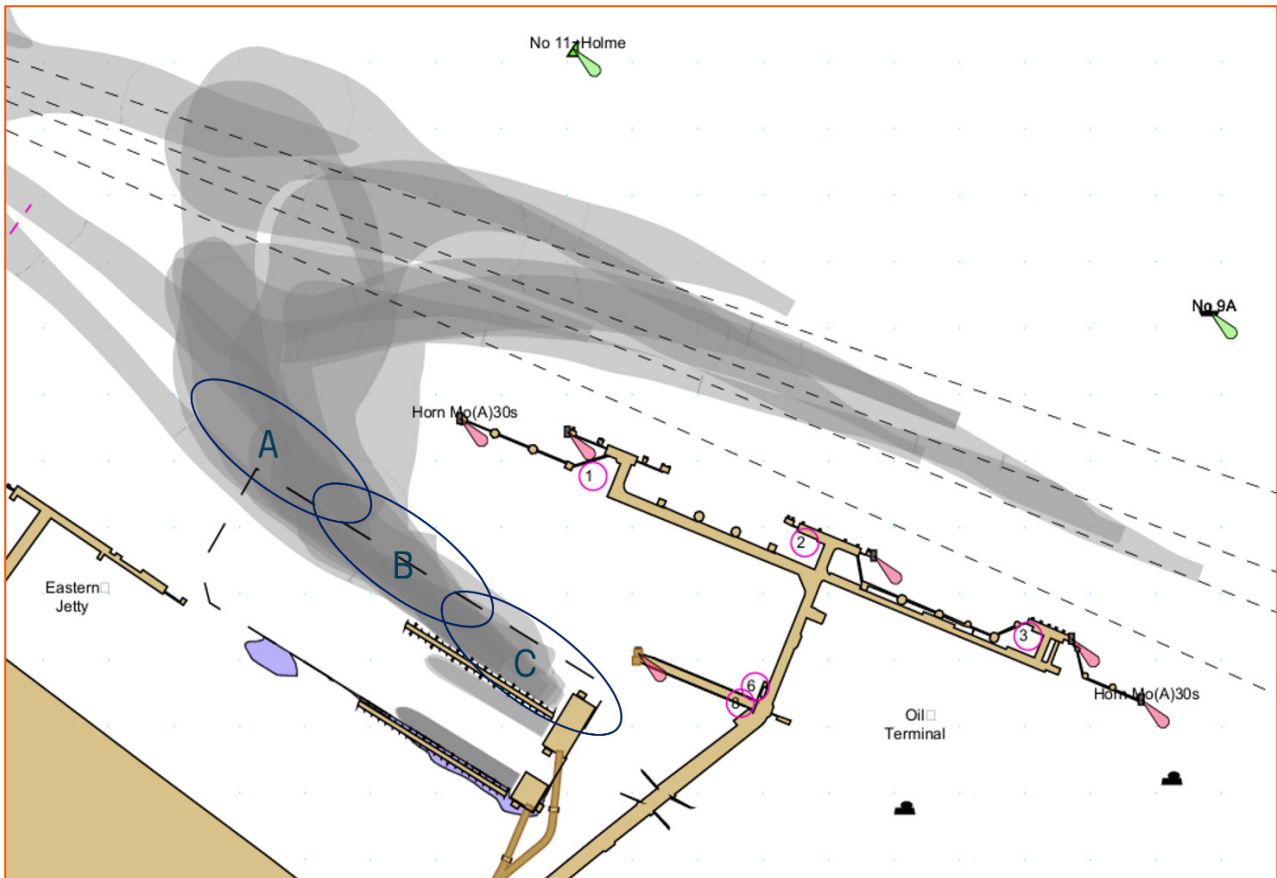 No 11-Holme
No 9A
Horn Mo(A)30s
A
1
2
B
Eastern
Jetty
3
C
6
8
Horn Mo(A)30s
Oil
Terminal